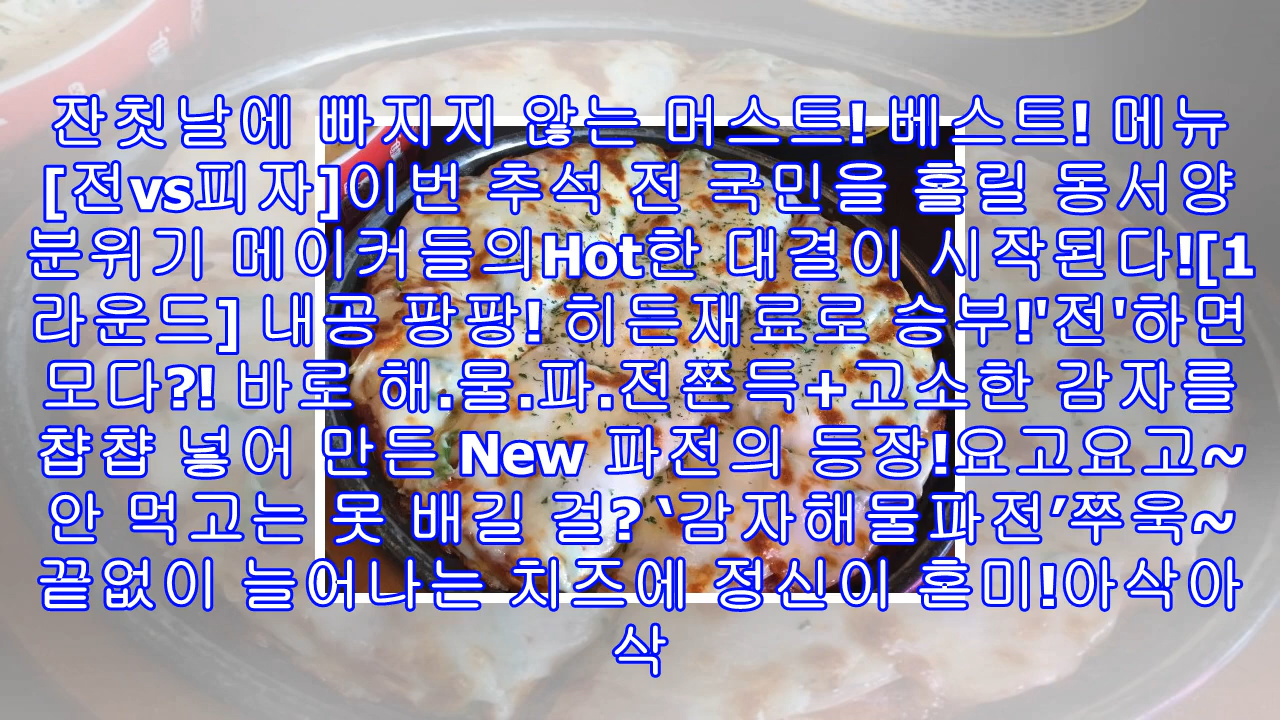 잔칫날에 빠지지 않는 머스트! 베스트! 메뉴
[전vs피자]이번 추석 전 국민을 홀릴 동서양
분위기 메이커들의Hot한 대결이 시작된다![1
라운드] 내공 팡팡! 히든재료로 승부!'전'하면
모다?! 바로 해.물.파.전쫀득+고소한 감자를
챱챱 넣어 만든 New 파전의 등장!요고요고~
안 먹고는 못 배길 걸? ‘감자해물파전’쭈욱~
끝없이 늘어나는 치즈에 정신이 혼미!아삭아
삭